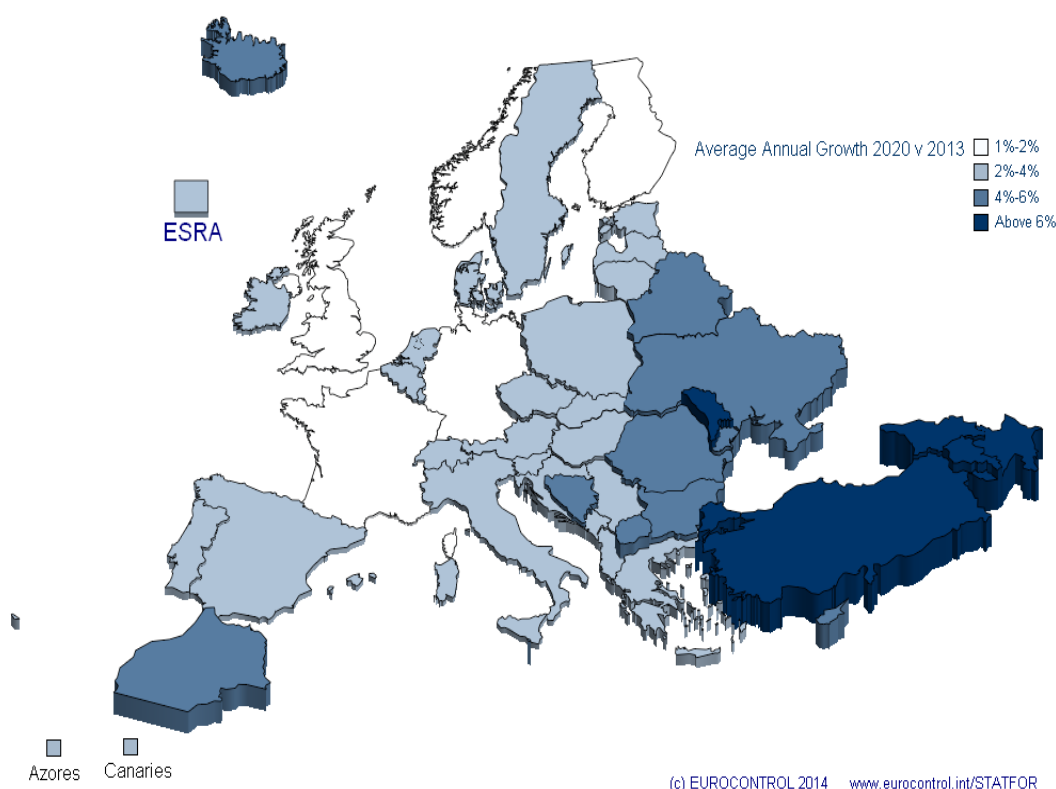 Average Annual Growth 2020 v 2013
1%-2%
2%-4%
4%-6%
Above 6%
ESRA
Azores
Canaries
(c) EUROCONTROL 2014 www.eurocontrol.int/STATFOR